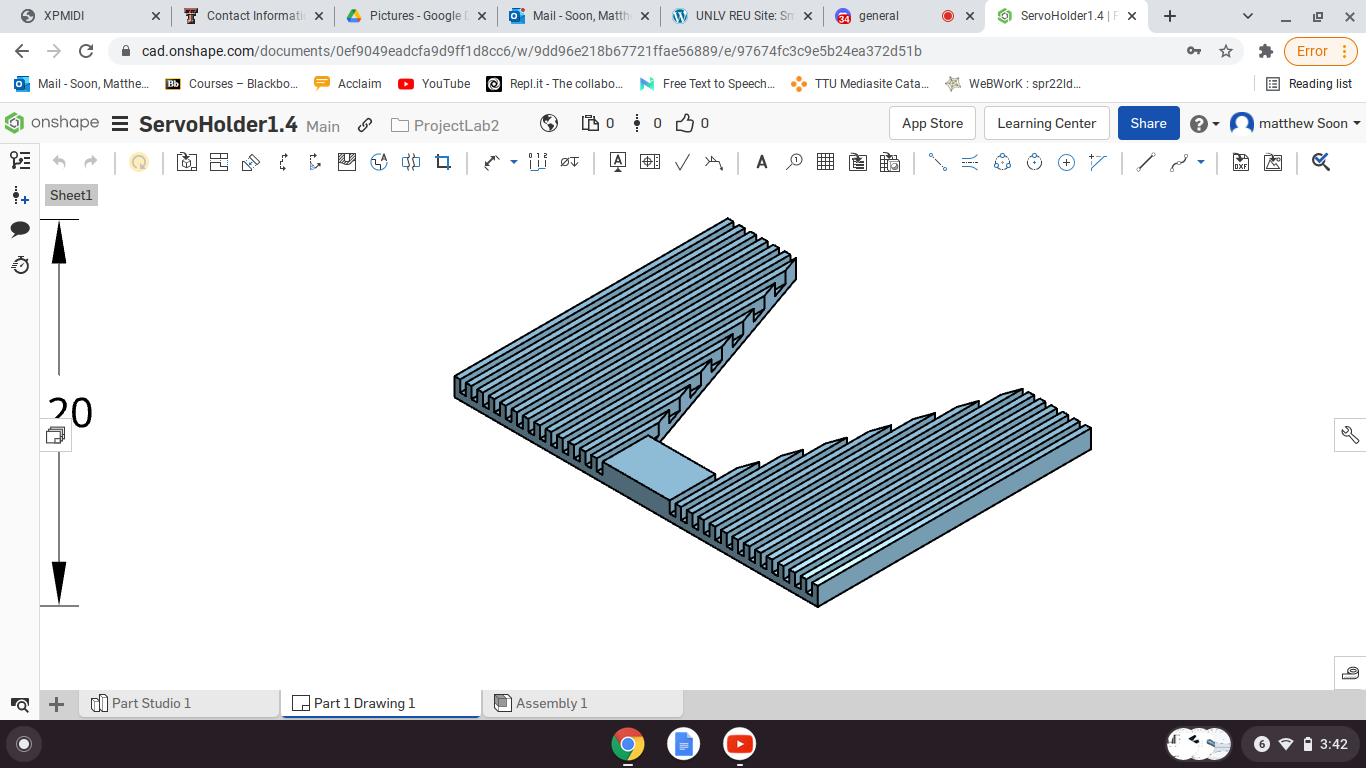 XPMIDI
Contact Informati
Pictures - Google D
Mail - Soon, Matth
UNLV REU Site: Sm
34
general
ServoHolder1.4 | F
cad.onshape.com/documents/0ef9049eadcfa9d9ff1d8cc6/w/9dd96e218b67721ffae56889/e/97674fc3c9e5b24ea372d51b
Error
Mail - Soon, Matthe...
Bb
Courses – Blackbo...
Acclaim
YouTube
Repl.it - The collabo...
Free Text to Speech...
TTU Mediasite Cata...
WeBWorK : spr22ld...
Reading list
onshape
ServoHolder1.4 Main
ProjectLab2
0
0
0
App Store
Learning Center
Share
matthew Soon
A
A
A
DXF
Sheet1
20
Part Studio 1
Part 1 Drawing 1
Assembly 1
6
3:42